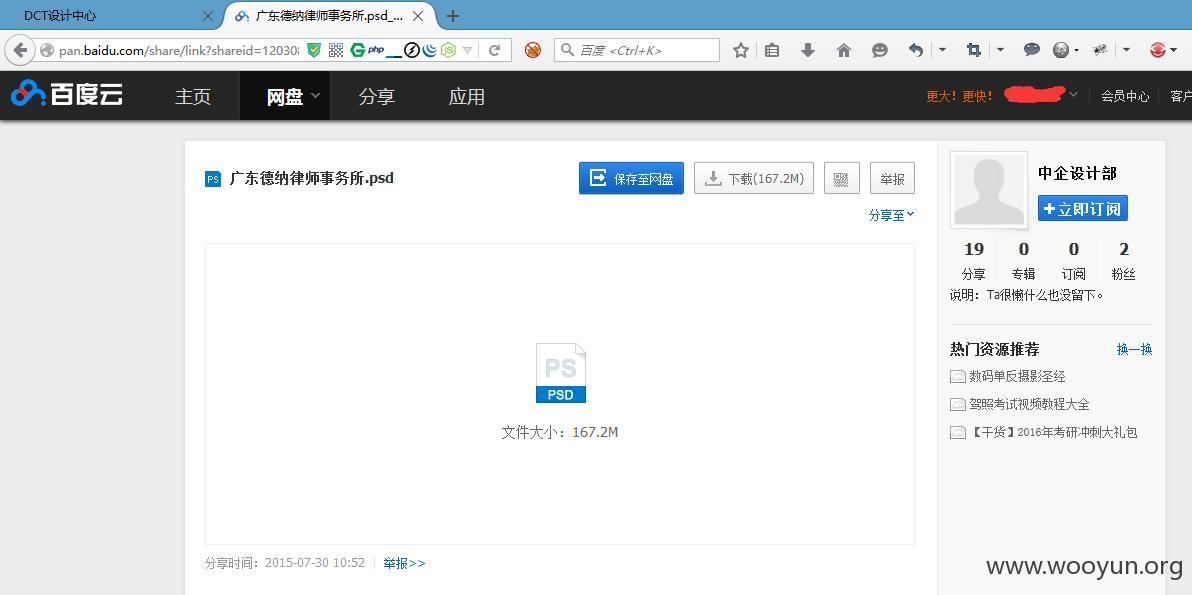 DCT设计中心
广东德纳律师事务所.psd_...
pan.baidu.com/share/link?shareid=12030
php
百度 <Ctrl+K>
百度云
主页 网盘 分享 应用
更大！更快！ 会员中心 客户
PS 广东德纳律师事务所.psd
保存至网盘 下载(167.2M) 举报
分享至
PS
PSD
文件大小：167.2M
分享时间：2015-07-30 10:52 举报>>
中企设计部
+立即订阅
19 0 0 2
分享 专辑 订阅 粉丝
说明：Ta很懒什么也没留下。
热门资源推荐 换一换
数码单反摄影圣经
驾照考试视频教程大全
【干货】2016年考研冲刺大礼包
www.wooyun.org